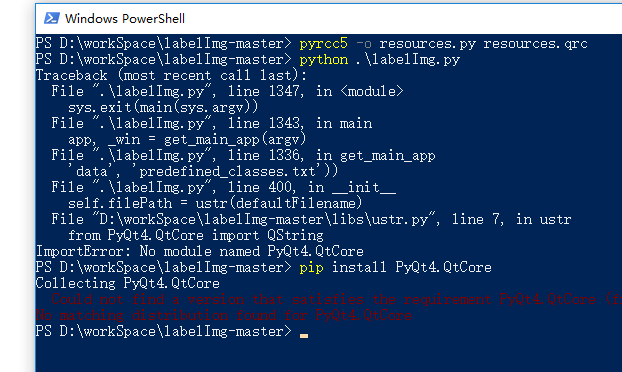 Windows PowerShell
PS D:\workSpace\labelImg-master> pyrcc5 -o resources.py resources.qrc
PS D:\workSpace\labelImg-master> python .\labelImg.py
Traceback (most recent call last):
  File ".\labelImg.py", line 1347, in <module>
    sys.exit(main(sys.argv))
  File ".\labelImg.py", line 1343, in main
    app, _win = get_main_app(argv)
  File ".\labelImg.py", line 1336, in get_main_app
    'data', 'predefined_classes.txt'))
  File ".\labelImg.py", line 400, in __init__
    self.filePath = ustr(defaultFilename)
  File "D:\workSpace\labelImg-master\libs\ustr.py", line 7, in ustr
    from PyQt4.QtCore import QString
ImportError: No module named PyQt4.QtCore
PS D:\workSpace\labelImg-master> pip install PyQt4.QtCore
Collecting PyQt4.QtCore
  Could not find a version that satisfies the requirement PyQt4.QtCore
No matching distribution found for PyQt4.QtCore
PS D:\workSpace\labelImg-master>